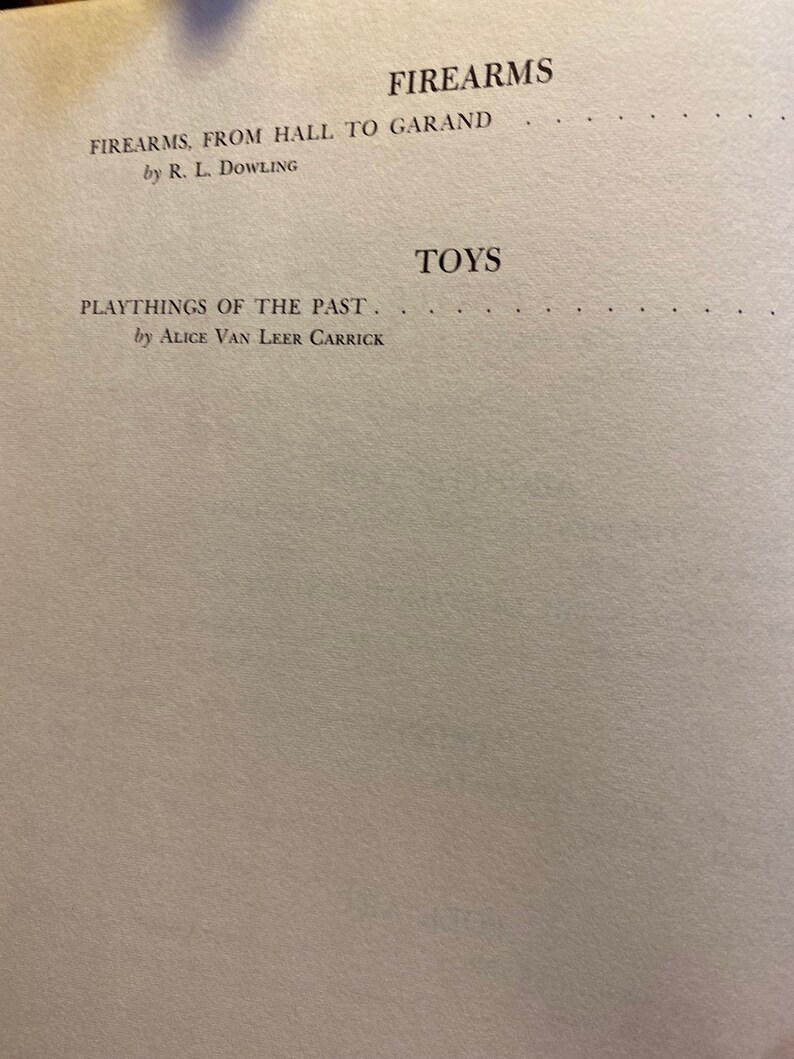 FIREARMS
FIREARMS, FROM HALL TO GARAND . . . . . . . . .
by R. L. DOWLING
TOYS
PLAYTHINGS OF THE PAST . . . . . . . . . . . . . .
by ALICE VAN LEER CARRICK